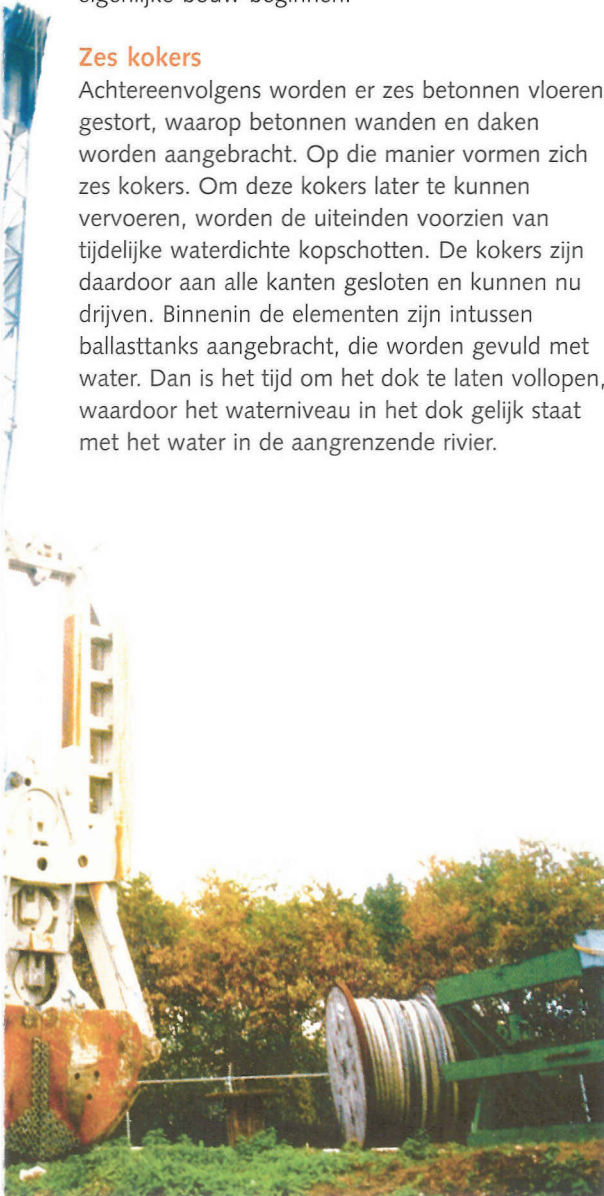 eigenlijke bouw beginnen.
Zes kokers
Achtereenvolgens worden er zes betonnen vloeren
gestort, waarop betonnen wanden en daken
worden aangebracht. Op die manier vormen zich
zes kokers. Om deze kokers later te kunnen
vervoeren, worden de uiteinden voorzien van
tijdelijke waterdichte kopschotten. De kokers zijn
daardoor aan alle kanten gesloten en kunnen nu
drijven. Binnenin de elementen zijn intussen
ballasttanks aangebracht, die worden gevuld met
water. Dan is het tijd om het dok te laten vollopen,
waardoor het waterniveau in het dok gelijk staat
met het water in de aangrenzende rivier.